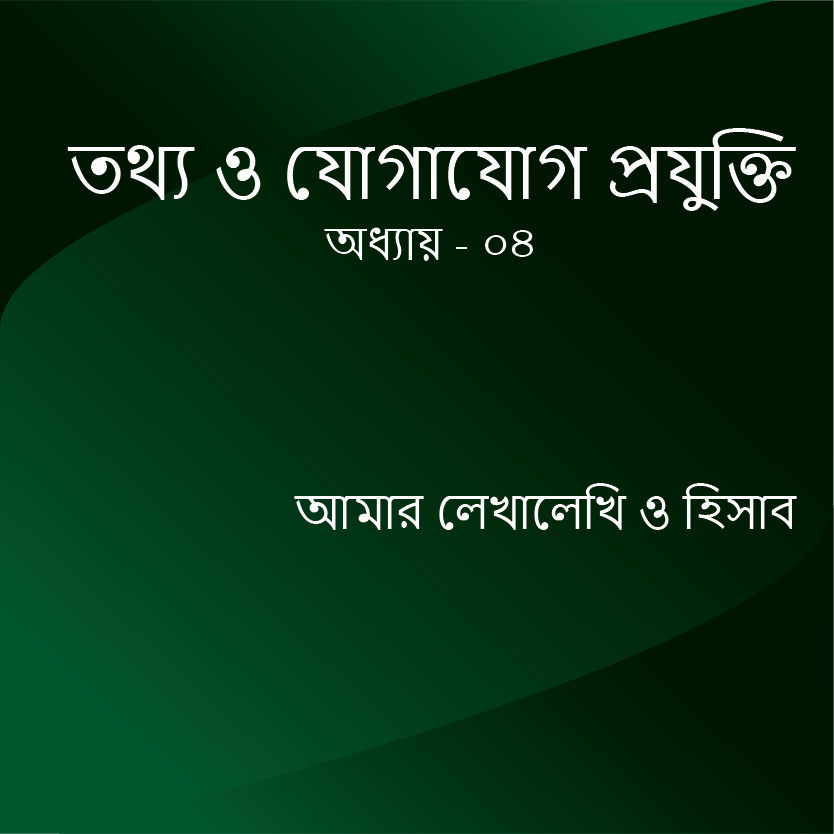 তথ্য ও যোগাযোগ প্রযুক্তি
অধ্যায় - ০৪
আমার লেখালেখি ও হিসাব